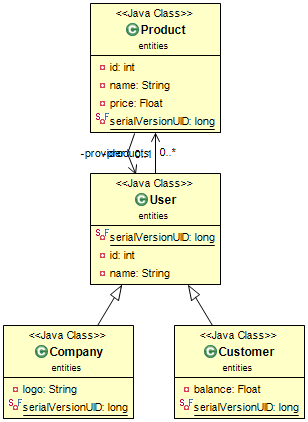 <<Java Class>>
Product
entities
id: int
name: String
price: Float
serialVersionUID: long
0..1
0..*
<<Java Class>>
User
entities
serialVersionUID: long
id: int
name: String
<<Java Class>>
Company
entities
logo: String
serialVersionUID: long
<<Java Class>>
Customer
entities
balance: Float
serialVersionUID: long